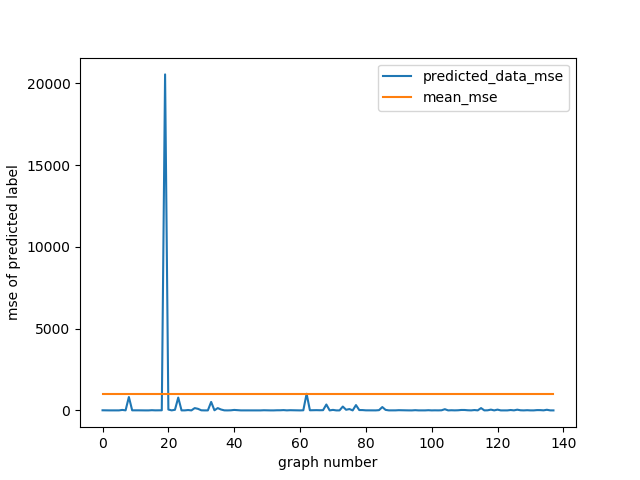 predicted_data_mse
mean_mse
20000
15000
10000
5000
0
mse of predicted label
0 20 40 60 80 100 120 140
graph number